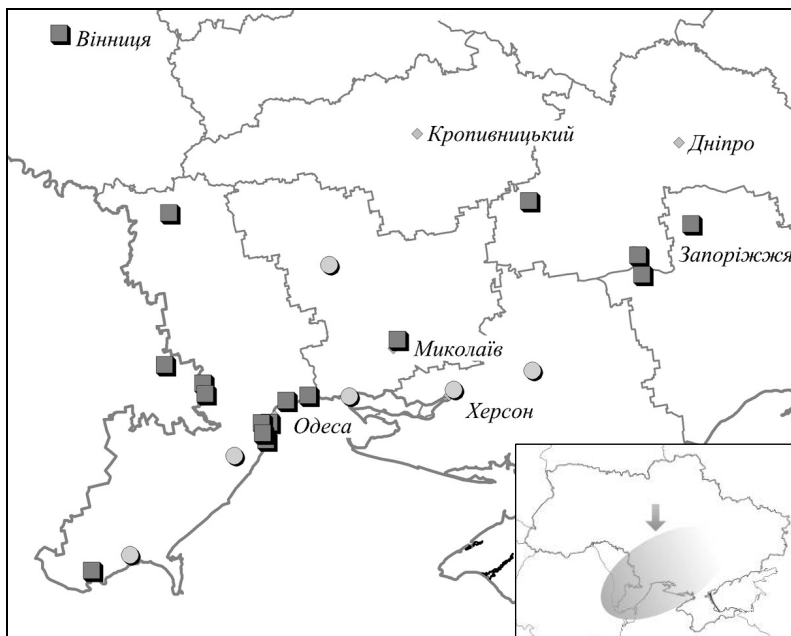 Вінниця
Кропивницький
Дніпро
Запоріжжя
Миколаїв
Херсон
Одеса